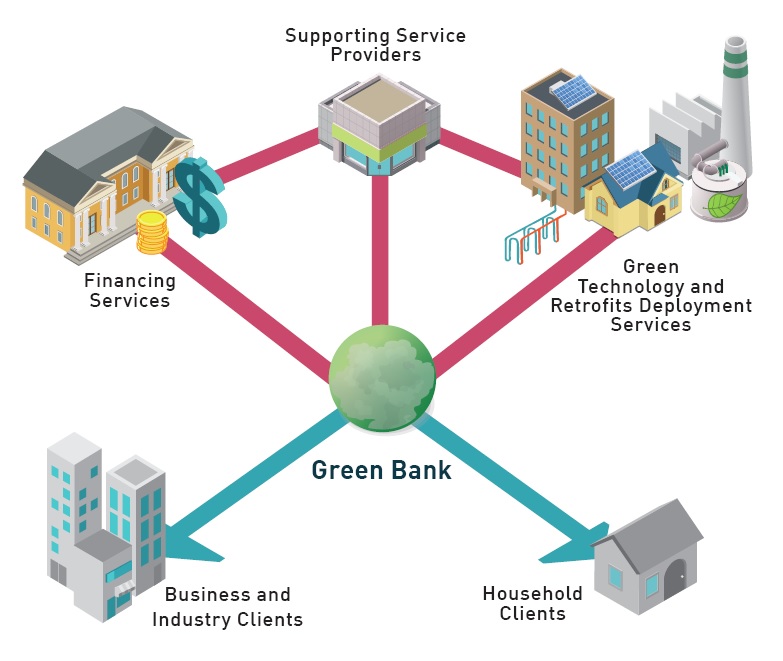 Supporting Service
Providers
Financing
Services
Green
Technology and
Retrofits Deployment
Services
Green Bank
Business and
Industry Clients
Household
Clients